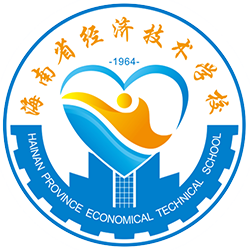 海南省经济技术学校
-1964-
HAINAN PROVINCE ECONOMICAL TECHNICAL SCHOOL